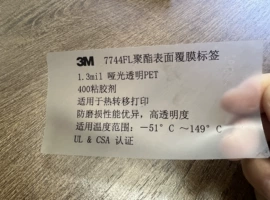 3M 7744FL聚酯表面覆膜标签
1.3mil 哑光透明PET
400粘胶剂
适用于热转移打印
防磨损性能优异，高透明度
适用温度范围：-51°C ～149°C
UL & CSA 认证